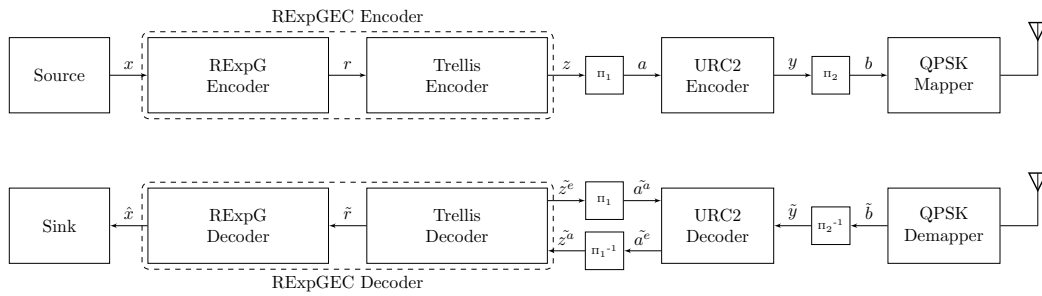 RExpGEC Encoder
Source
x
RExpG
Encoder
r
Trellis
Encoder
z
π₁
a
URC2
Encoder
y
π₂
b
QPSK
Mapper
Sink
x̂
RExpG
Decoder
r̃
Trellis
Decoder
z̃ᵉ
π₁
ãᵃ
z̃ᵃ
π₁⁻¹
ãᵉ
URC2
Decoder
ỹ
π₂⁻¹
b̃
QPSK
Demapper
RExpGEC Decoder